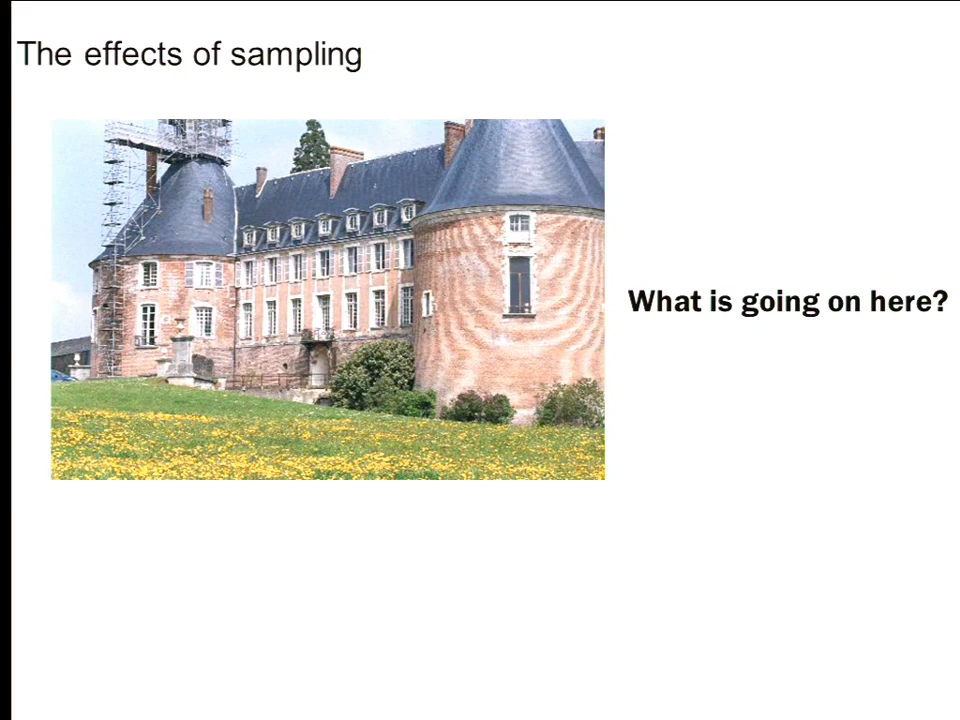 The effects of sampling
What is going on here?